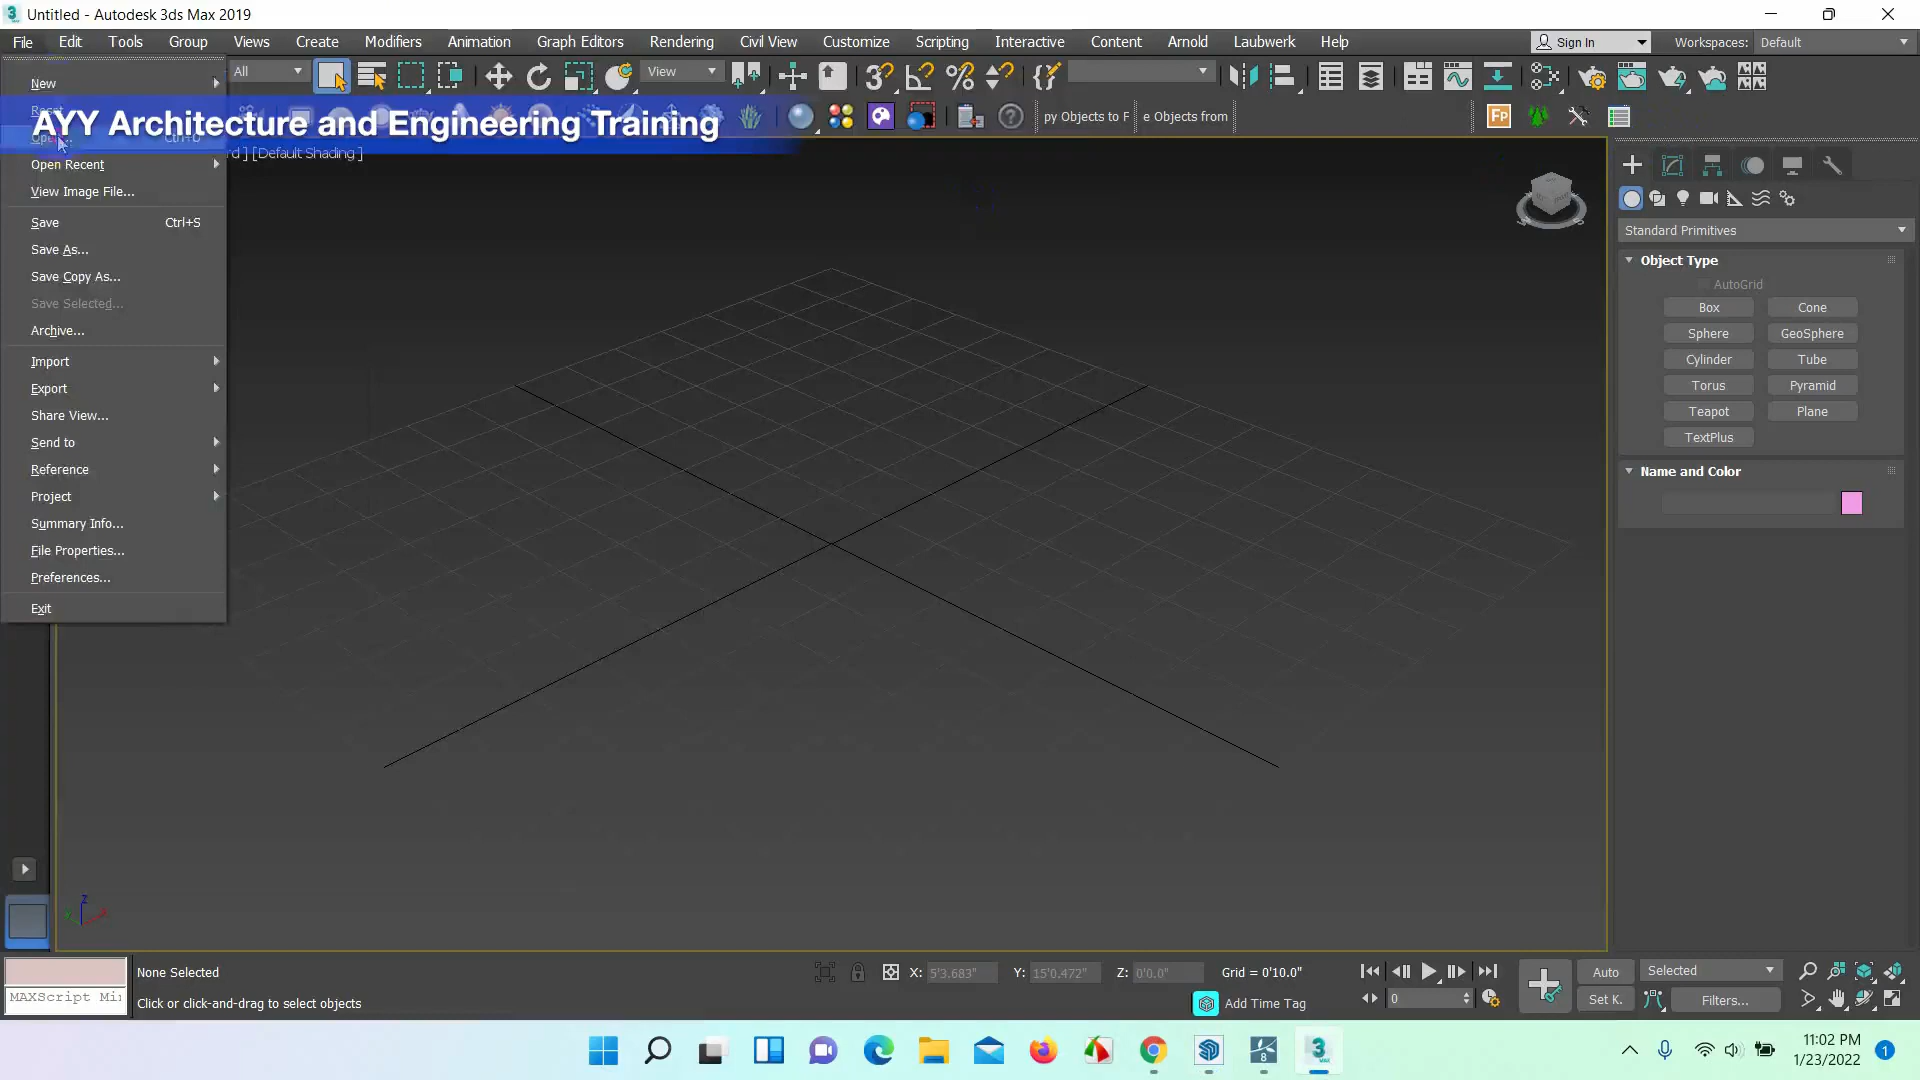 Untitled - Autodesk 3ds Max 2019
File Edit Tools Group Views Create Modifiers Animation Graph Editors Rendering Civil View Customize Scripting Interactive Content Arnold Laubwerk Help
Sign In
Workspaces: Default
All
View
New
AYY Architecture and Engineering Training
py Objects to F
e Objects from
rd ] [Default Shading ]
Open Recent
View Image File...
Save Ctrl+S
Save As...
Save Copy As...
Save Selected...
Archive...
Import
Export
Share View...
Send to
Reference
Project
Summary Info...
File Properties...
Preferences...
Exit
Standard Primitives
Object Type
AutoGrid
Box Cone
Sphere GeoSphere
Cylinder Tube
Torus Pyramid
Teapot Plane
TextPlus
Name and Color
None Selected
X: 5'3.683" Y: 15'0.472" Z: 0'0.0" Grid = 0'10.0"
Auto Selected
MAXScript Mi
Click or click-and-drag to select objects
Add Time Tag
0
Set K. Filters...
11:02 PM
1/23/2022
1